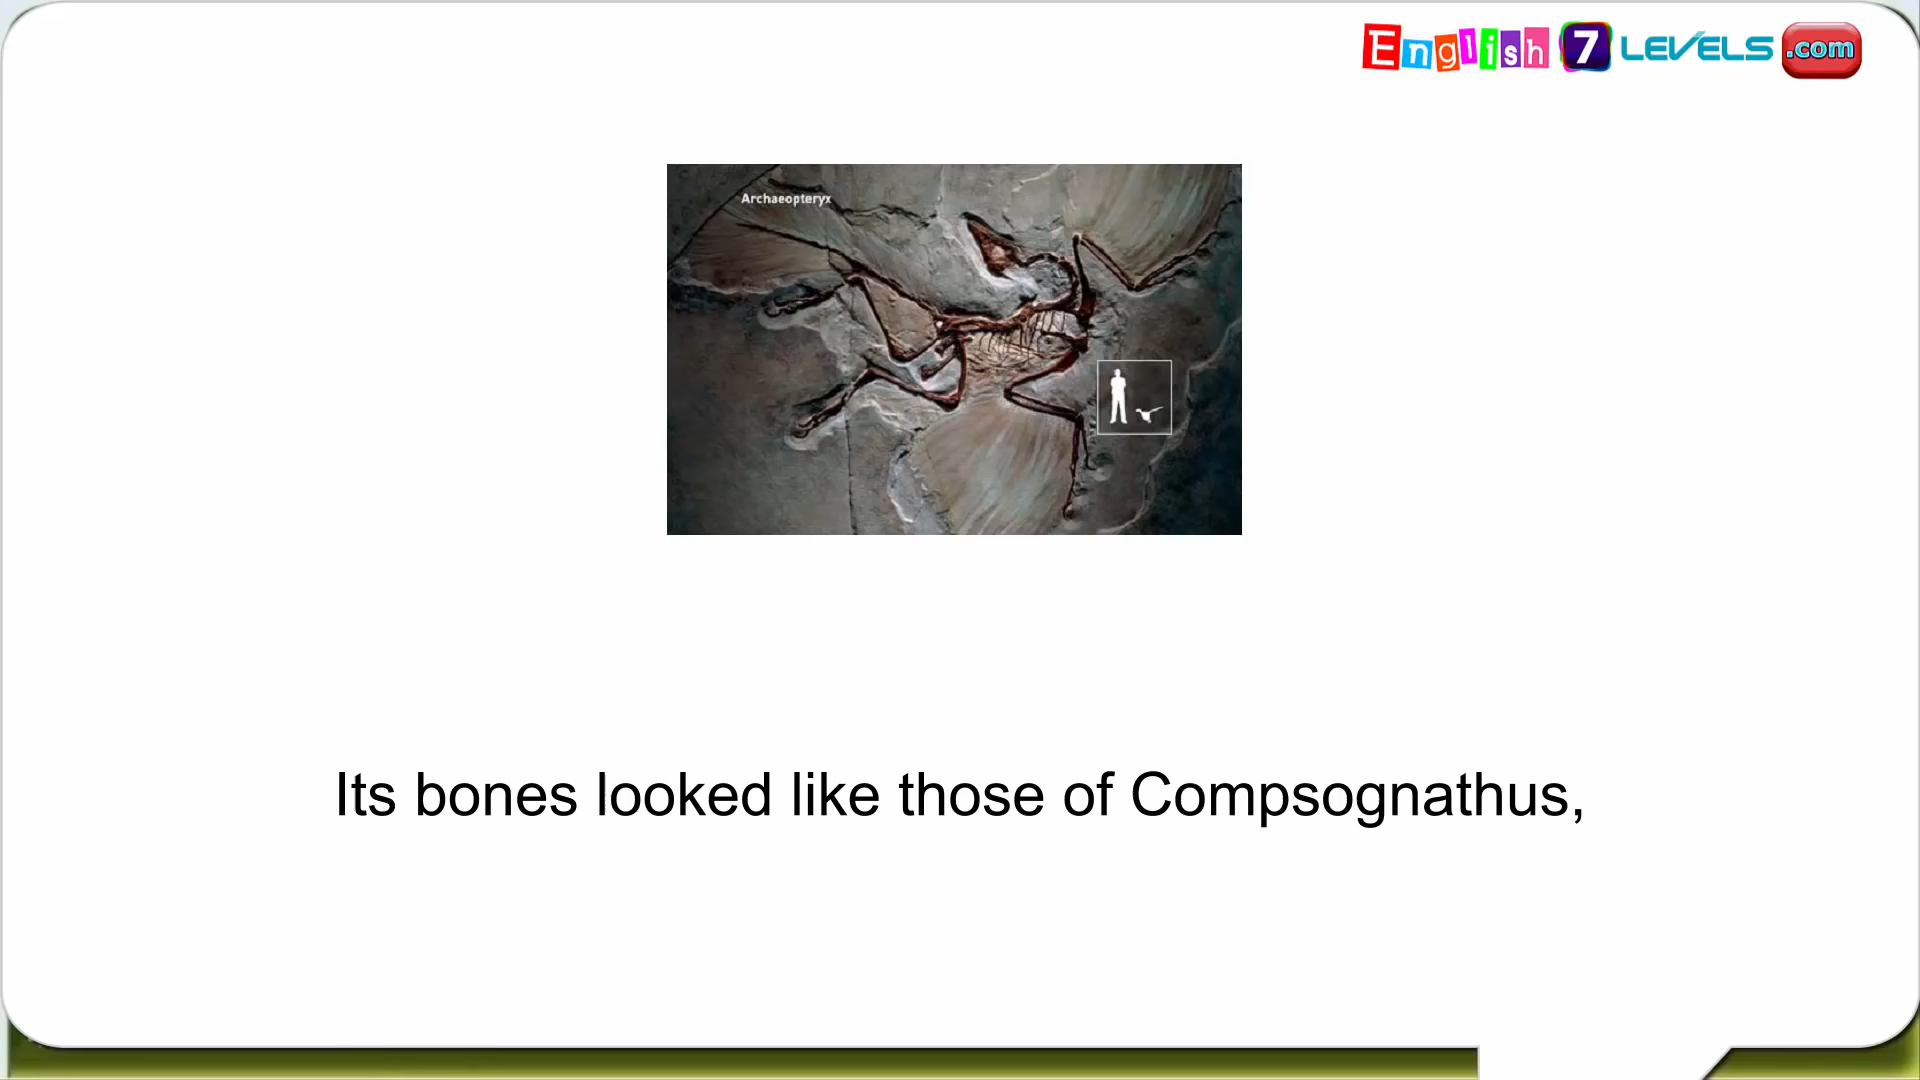 English 7 LEVELS .com
Archaeopteryx
Its bones looked like those of Compsognathus,